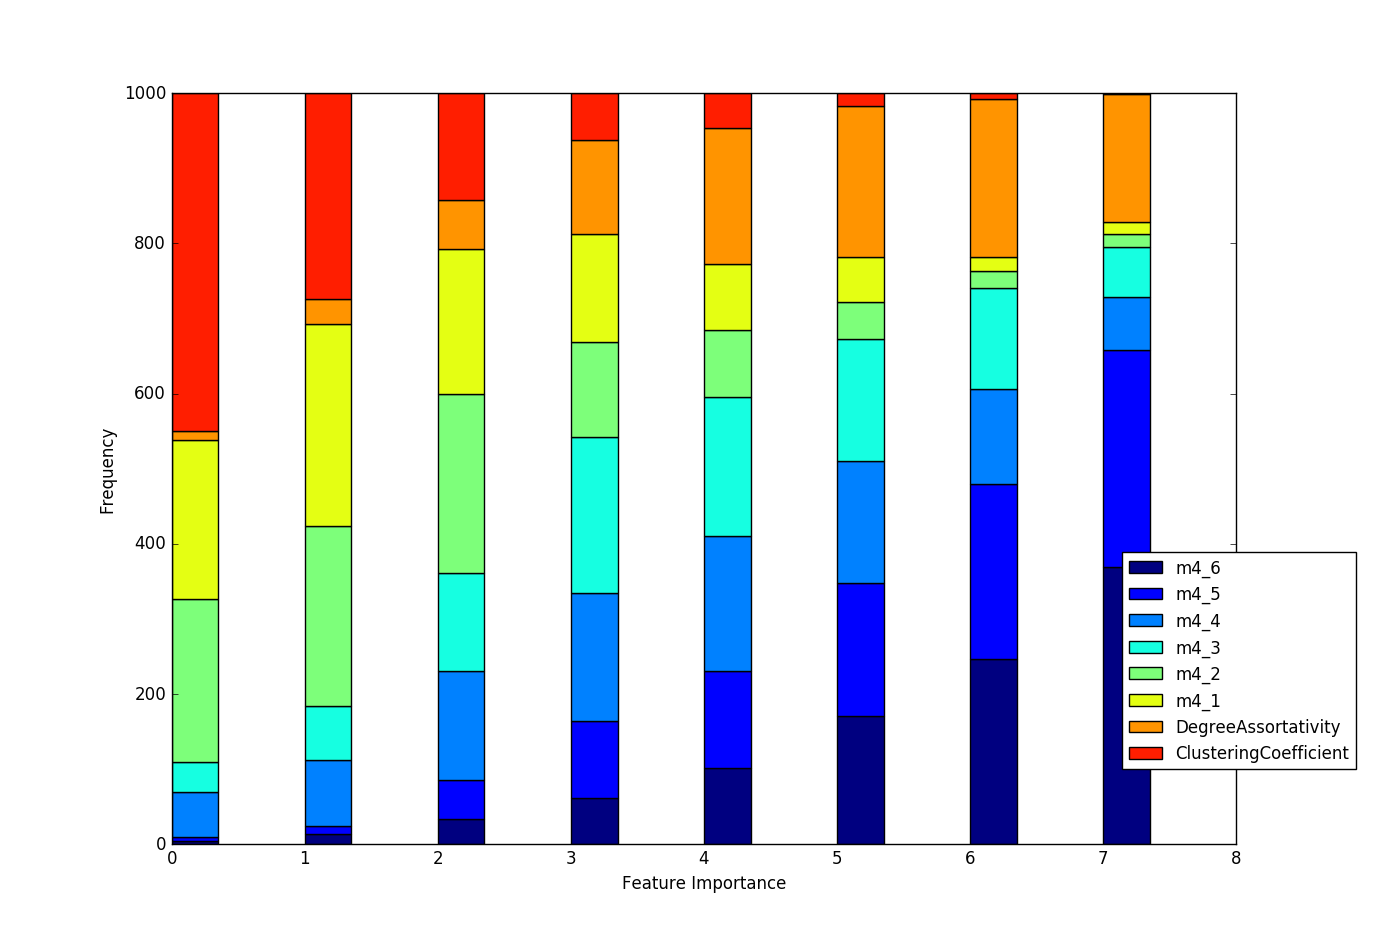 1000
800
600
400
200
0
Frequency
0 1 2 3 4 5 6 7 8
Feature Importance
m4_6
m4_5
m4_4
m4_3
m4_2
m4_1
DegreeAssortativity
ClusteringCoefficient